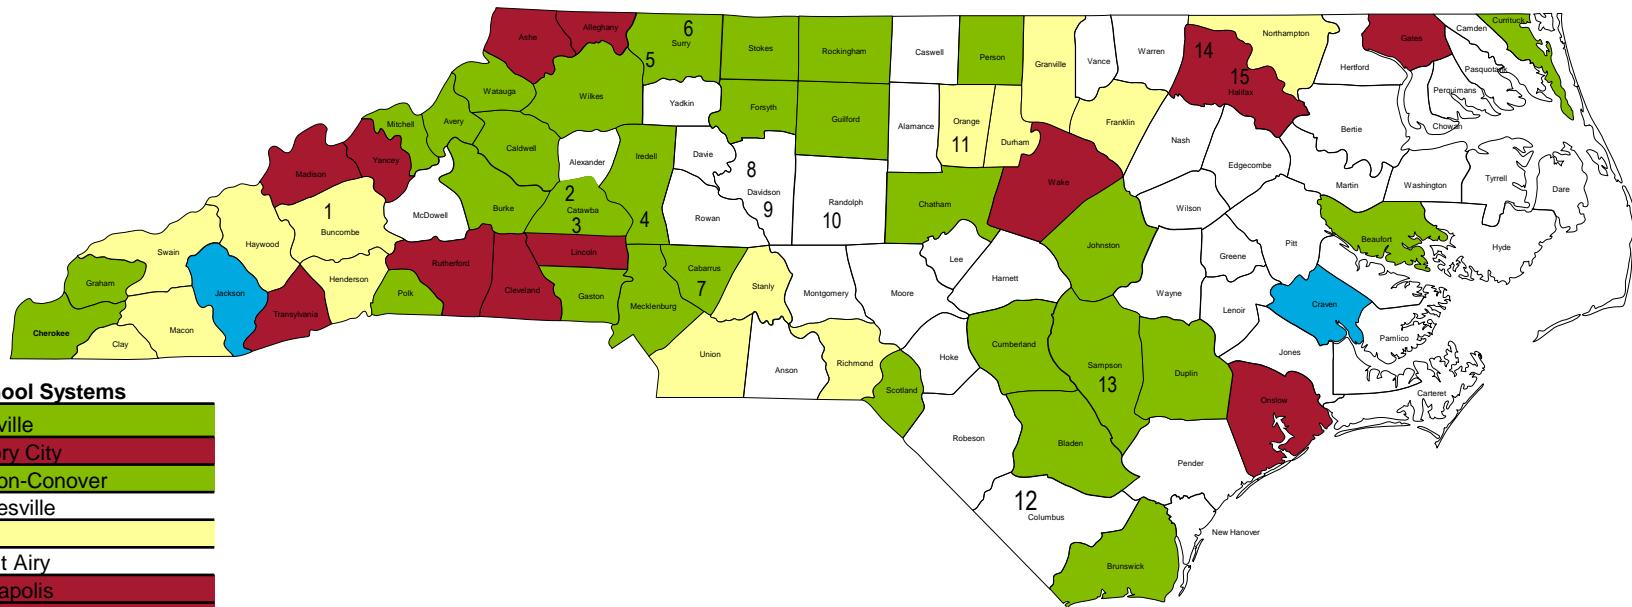 Ashe
Alleghany
6
Surry
5
Stokes
Rockingham
Caswell
Person
Granville
Vance
Warren
14
15
Halifax
Northampton
Hertford
Gates
Camden
Currituck
Pasquotank
Perquimans
Chowan
Bertie
Watauga
Wilkes
Yadkin
Forsyth
Guilford
Alamance
Orange
11
Durham
Franklin
Nash
Edgecombe
Martin
Washington
Tyrrell
Dare
Mitchell
Avery
Caldwell
Alexander
Iredell
Davie
8
Davidson
9
Randolph
10
Chatham
Wake
Wilson
Madison
Yancey
McDowell
Burke
2
Catawba
3
4
Rowan
Johnston
Pitt
Beaufort
Hyde
1
Buncombe
Haywood
Swain
Graham
Jackson
Henderson
Rutherford
Lincoln
Cabarrus
7
Stanly
Montgomery
Moore
Lee
Harnett
Wayne
Greene
Lenoir
Craven
Pamlico
Cherokee
Clay
Macon
Transylvania
Polk
Cleveland
Gaston
Mecklenburg
Union
Anson
Richmond
Scotland
Hoke
Cumberland
Sampson
13
Duplin
Jones
Onslow
Carteret
Robeson
Bladen
Pender
12
Columbus
New Hanover
Brunswick
ool Systems
ville
ry City
on-Conover
esville
t Airy
apolis